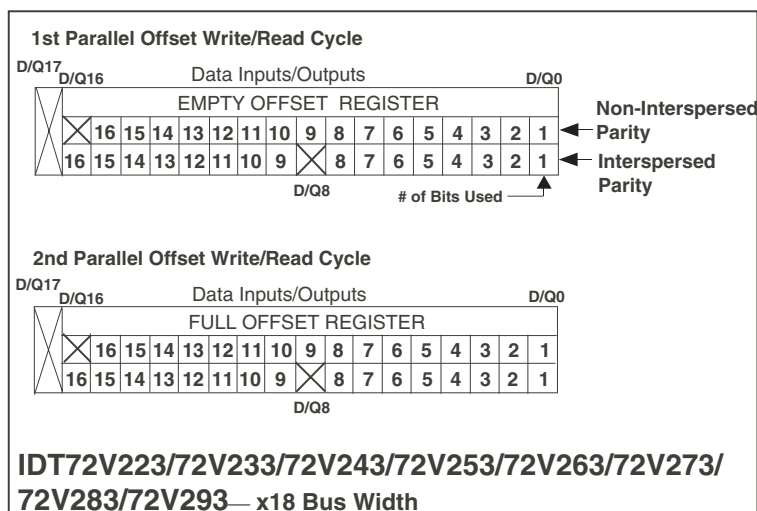 1st Parallel Offset Write/Read Cycle
D/Q17 D/Q16 Data Inputs/Outputs D/Q0
EMPTY OFFSET REGISTER
16 15 14 13 12 11 10 9 8 7 6 5 4 3 2 1 Non-Interspersed Parity
16 15 14 13 12 11 10 9 8 7 6 5 4 3 2 1 Interspersed Parity
D/Q8 # of Bits Used
2nd Parallel Offset Write/Read Cycle
D/Q17 D/Q16 Data Inputs/Outputs D/Q0
FULL OFFSET REGISTER
16 15 14 13 12 11 10 9 8 7 6 5 4 3 2 1
16 15 14 13 12 11 10 9 8 7 6 5 4 3 2 1
D/Q8
IDT72V223/72V233/72V243/72V253/72V263/72V273/
72V283/72V293— x18 Bus Width